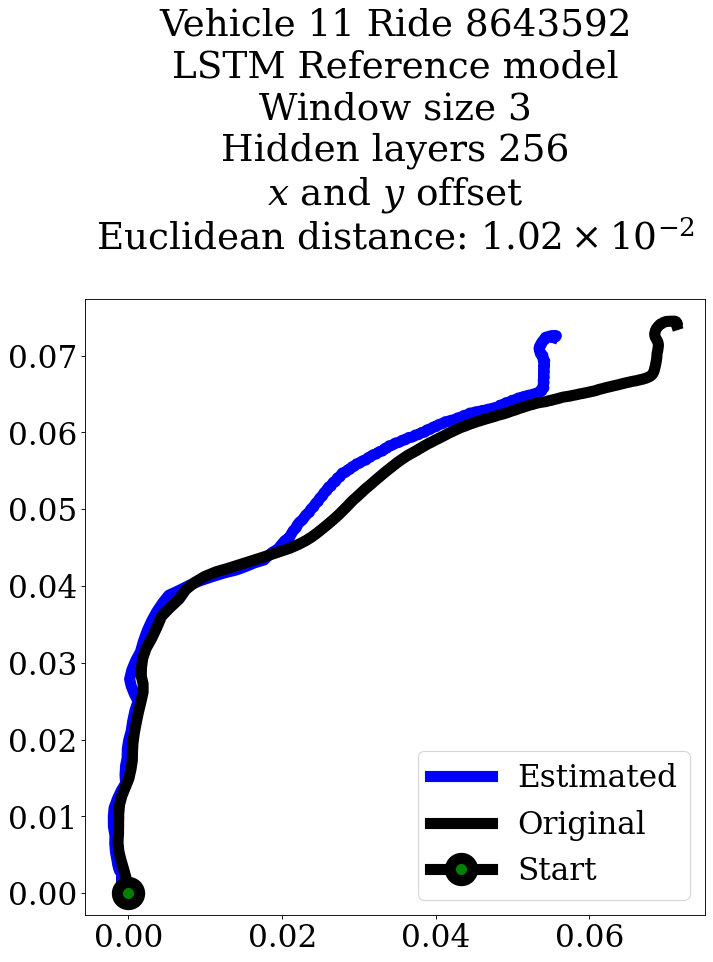 Vehicle 11 Ride 8643592
LSTM Reference model
Window size 3
Hidden layers 256
x and y offset
Euclidean distance: 1.02 × 10⁻²
0.07
0.06
0.05
0.04
0.03
0.02
0.01
0.00
Estimated
Original
Start
0.00 0.02 0.04 0.06